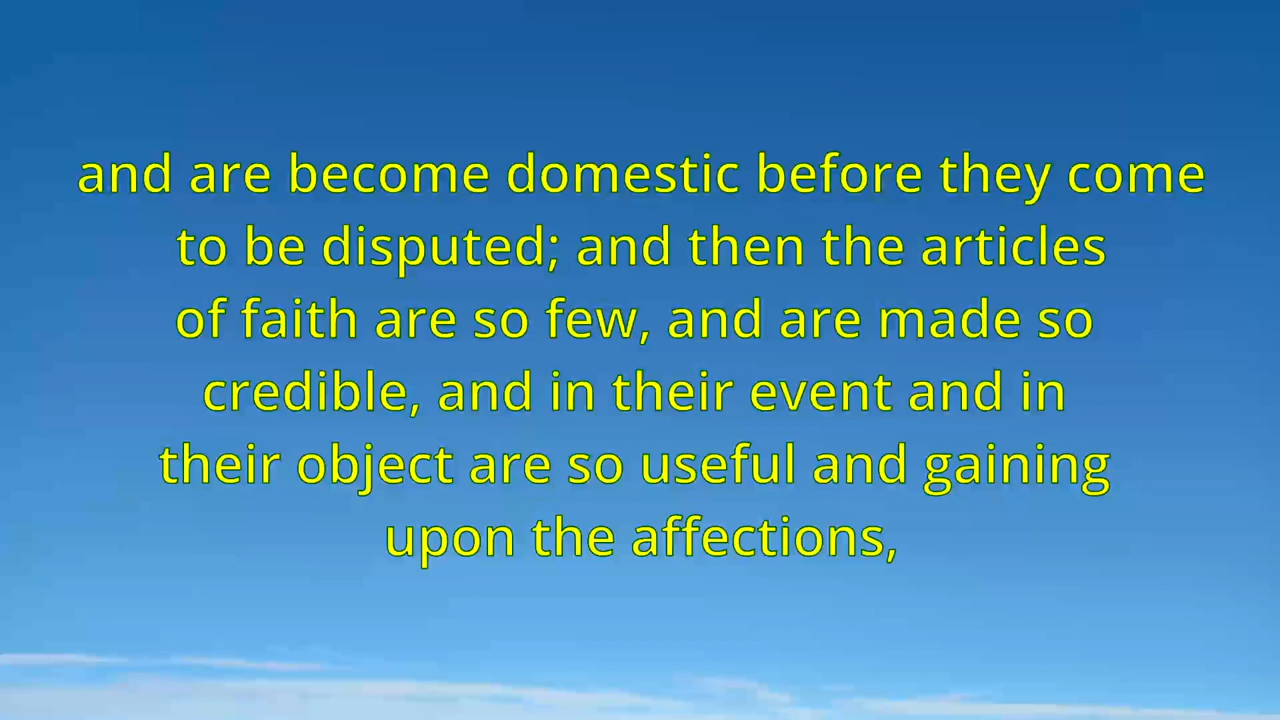 and are become domestic before they come
to be disputed; and then the articles
of faith are so few, and are made so
credible, and in their event and in
their object are so useful and gaining
upon the affections,